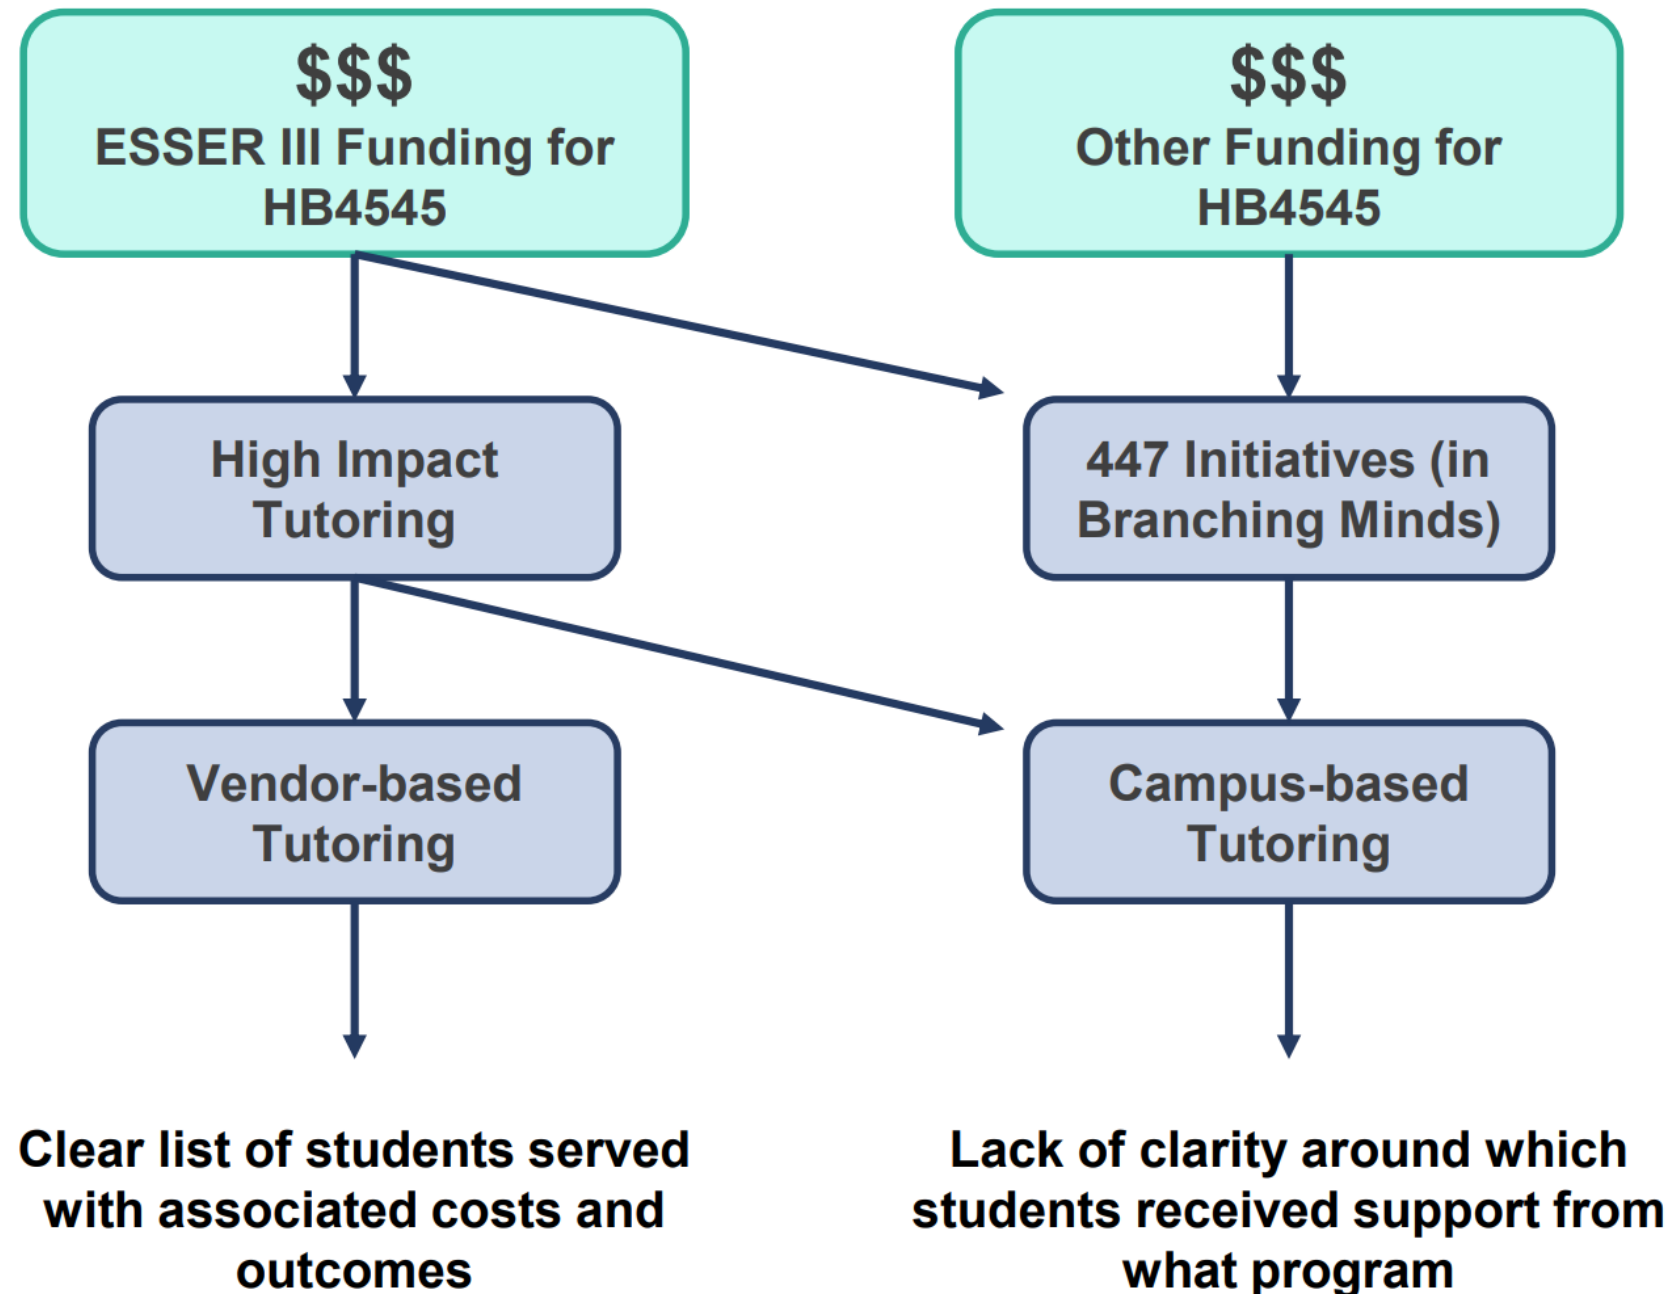 $$$
ESSER III Funding for
HB4545
$$$
Other Funding for
HB4545
High Impact
Tutoring
447 Initiatives (in
Branching Minds)
Vendor-based
Tutoring
Campus-based
Tutoring
Clear list of students served
with associated costs and
outcomes
Lack of clarity around which
students received support from
what program